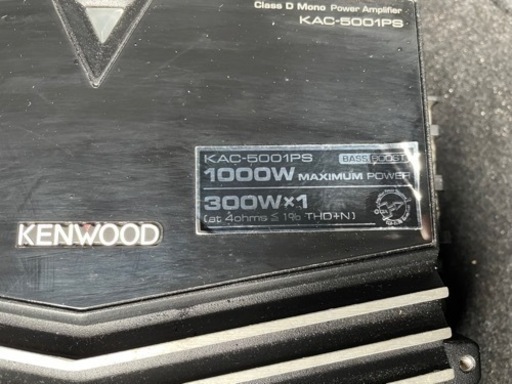 Class D Mono Power Amplifier
KAC-5001PS
KAC-5001PS BASS BOOST
1000W MAXIMUM POWER
300W×1
[at 4ohms ≤ 1% THD+N]
KENWOOD